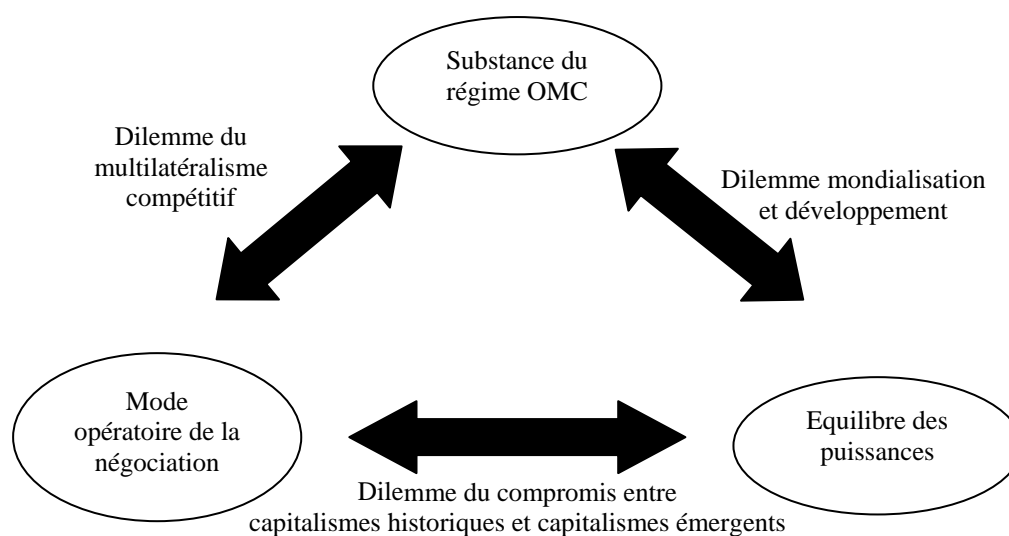 Substance du
régime OMC
Dilemme du
multilatéralisme
compétitif
Dilemme mondialisation
et développement
Mode
opératoire de la
négociation
Equilibre des
puissances
Dilemme du compromis entre
capitalismes historiques et capitalismes émergents